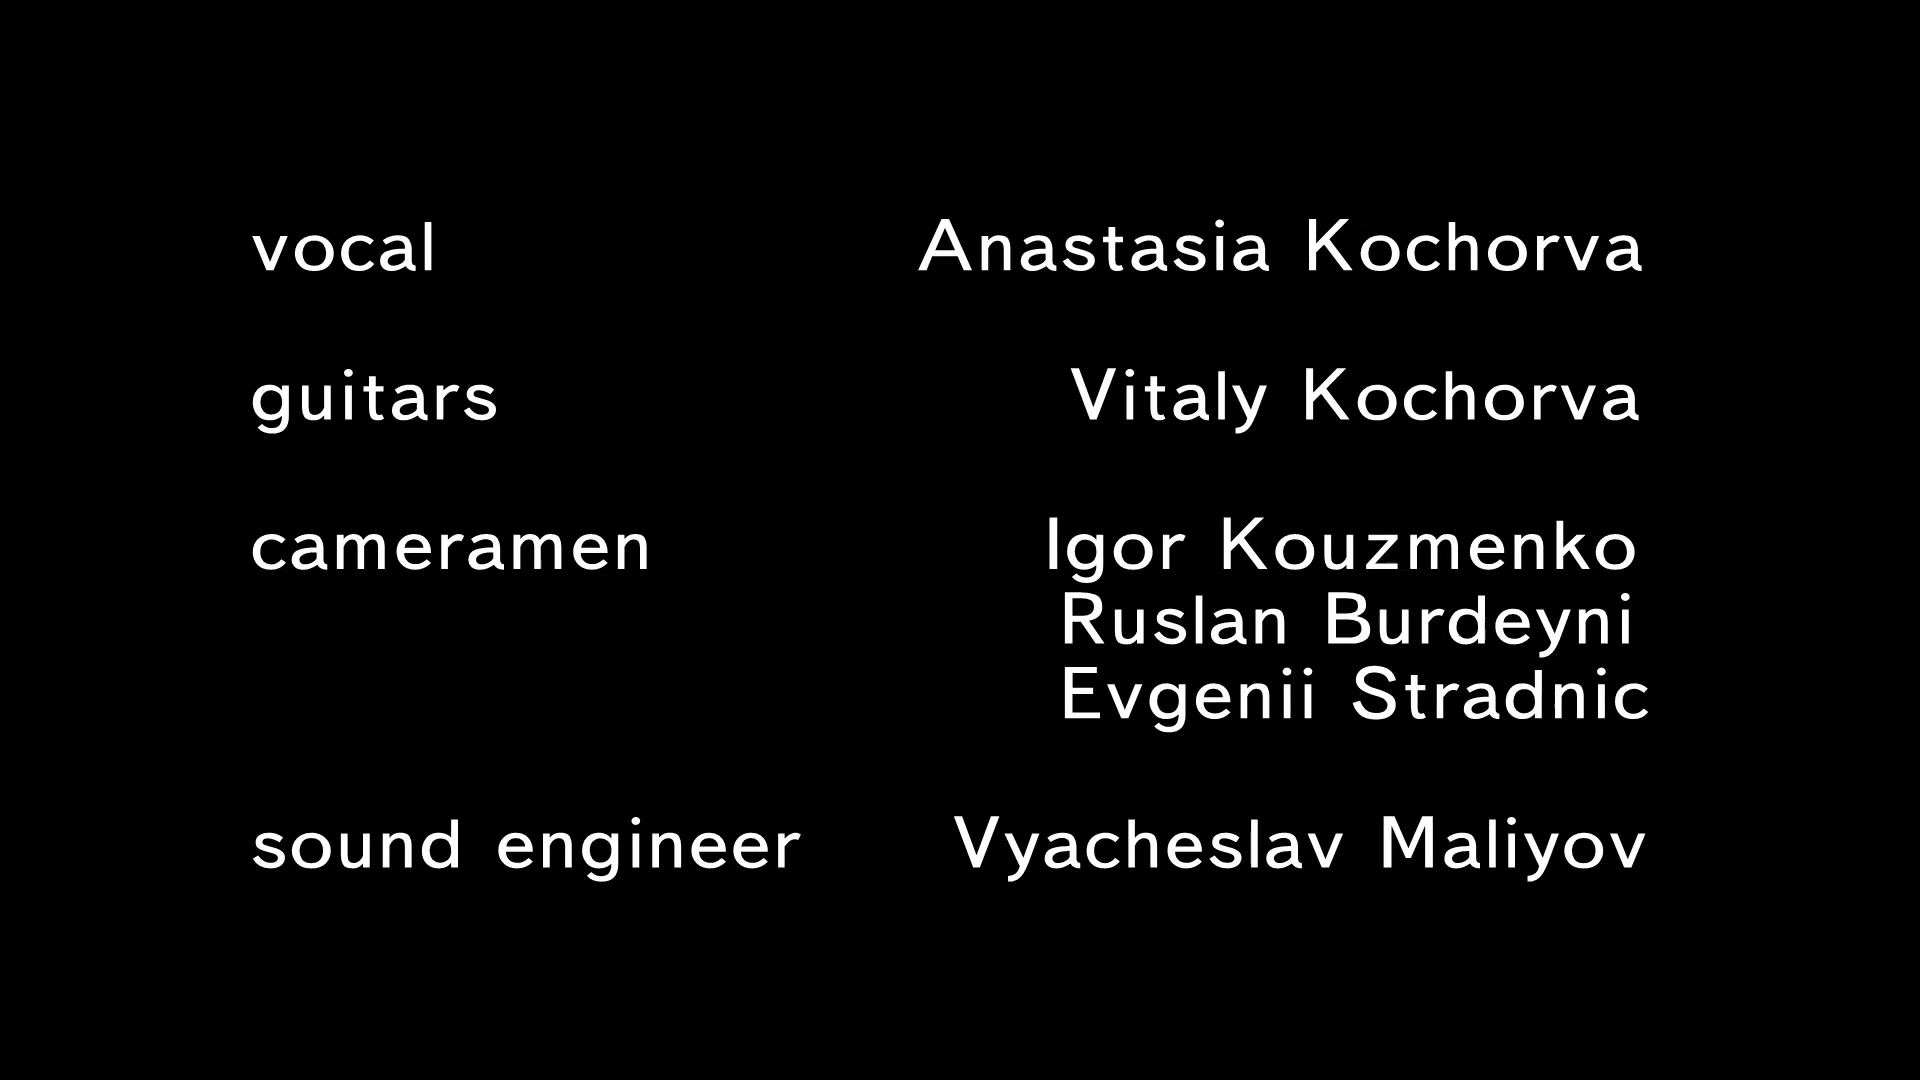 vocal Anastasia Kochorva
guitars Vitaly Kochorva
cameramen Igor Kouzmenko
Ruslan Burdeyni
Evgenii Stradnic
sound engineer Vyacheslav Maliyov